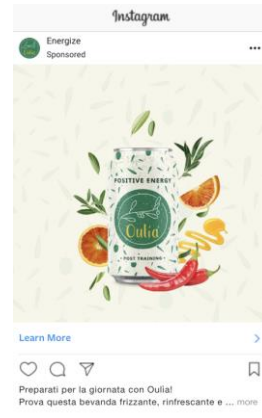 Instagram
Energize
Sponsored
POSITIVE ENERGY
Oulia
POST TRAINING
Learn More
Preparati per la giornata con Oulia!
Prova questa bevanda frizzante, rinfrescante e ... more